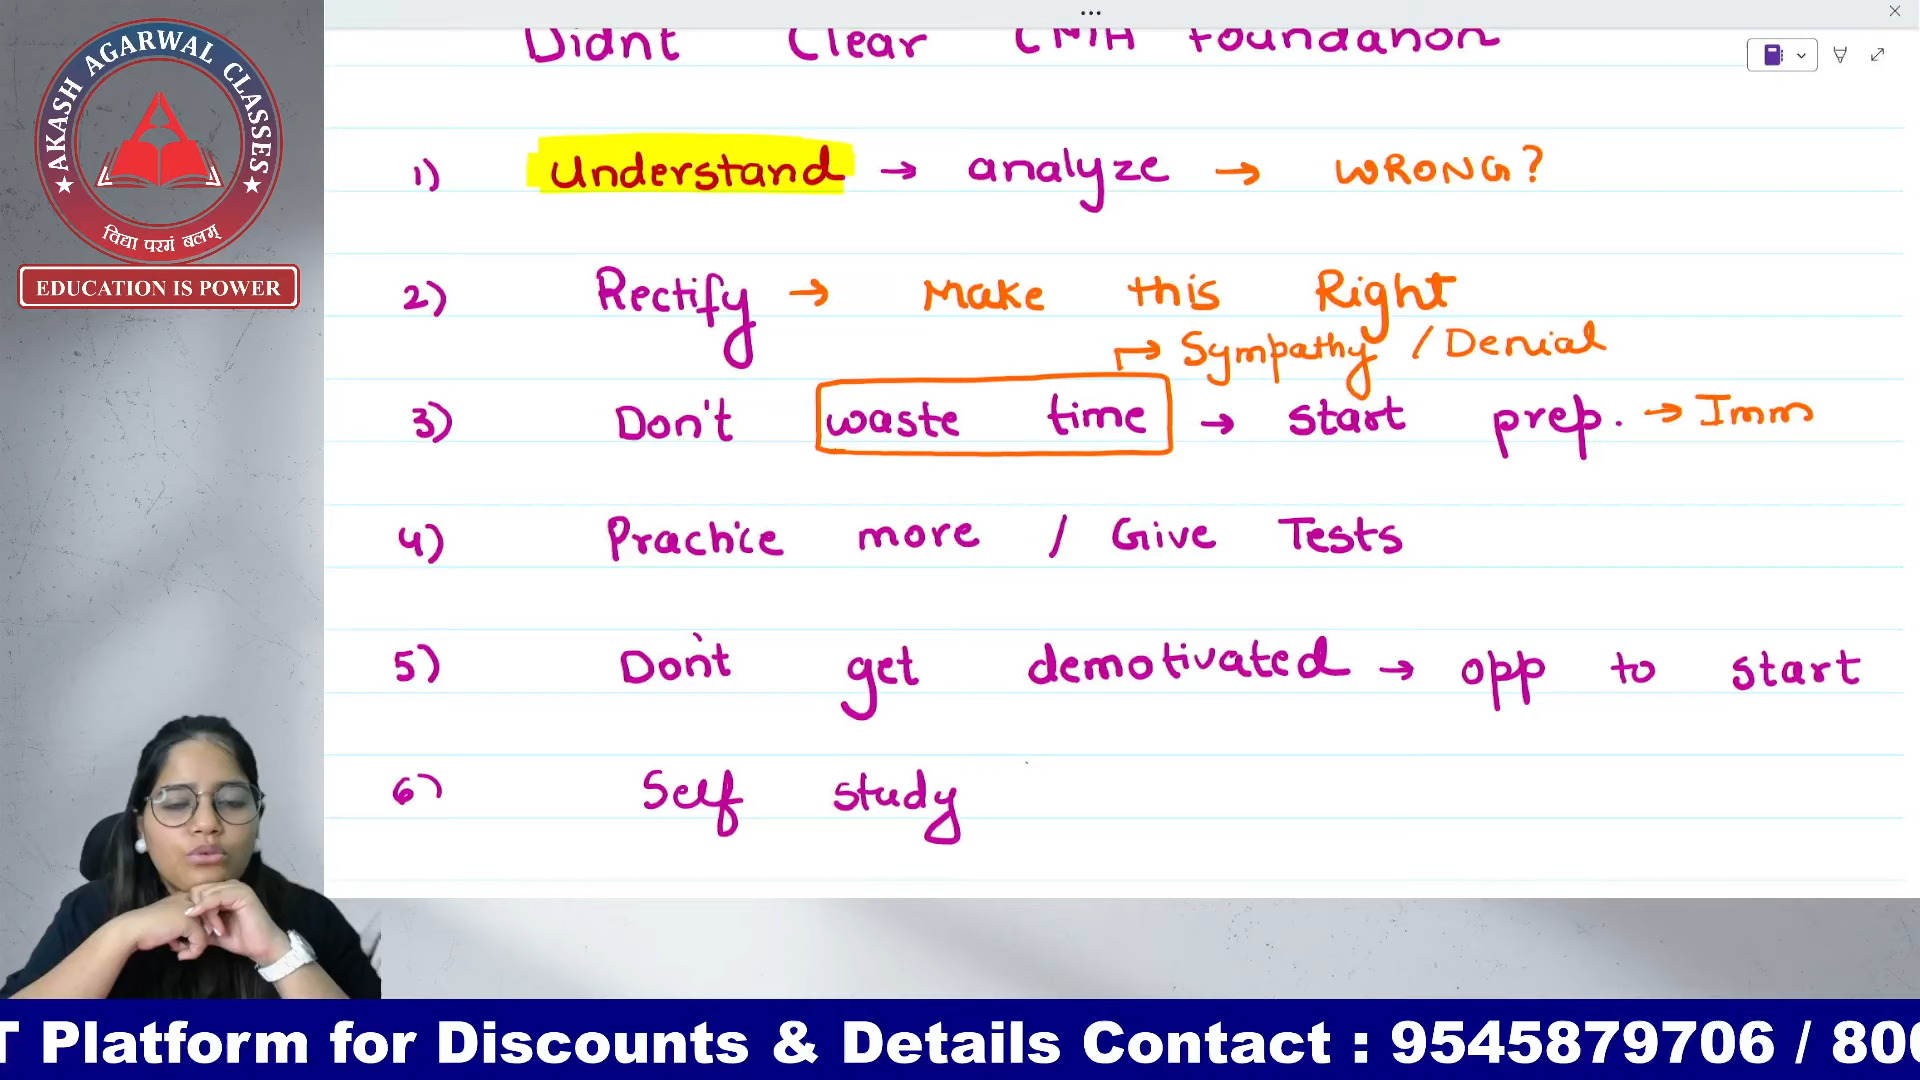 AKASH AGARWAL CLASSES
विद्या परमं बलम्
EDUCATION IS POWER
Didnt Clear CMA Foundation
1) Understand → analyze → WRONG?
2) Rectify → Make this Right
→ Sympathy / Denial
3) Don't waste time → start prep. → Imm
4) Practice more / Give Tests
5) Don't get demotivated → opp to start
6) Self study
T Platform for Discounts & Details Contact : 9545879706 / 800